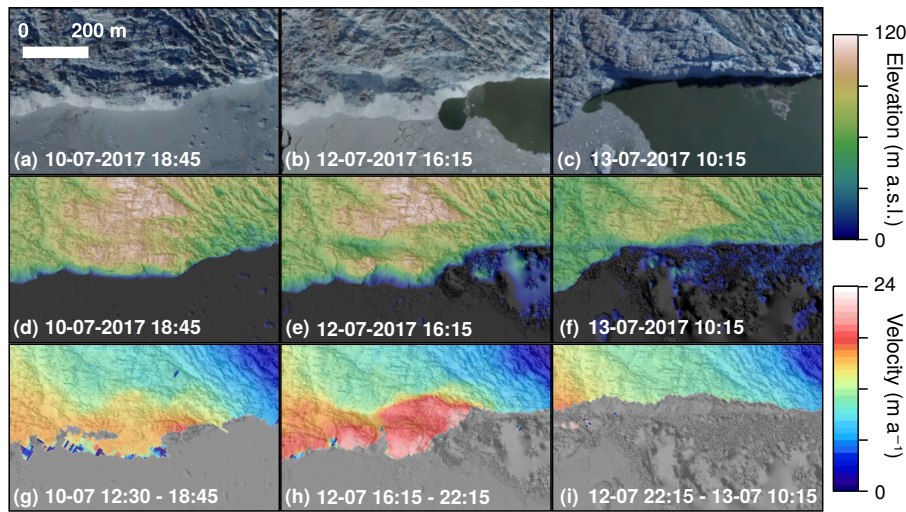 0 200 m
(a) 10-07-2017 18:45
(b) 12-07-2017 16:15
(c) 13-07-2017 10:15
120
Elevation (m a.s.l.)
0
(d) 10-07-2017 18:45
(e) 12-07-2017 16:15
(f) 13-07-2017 10:15
24
Velocity (m a⁻¹)
0
(g) 10-07 12:30 - 18:45
(h) 12-07 16:15 - 22:15
(i) 12-07 22:15 - 13-07 10:15